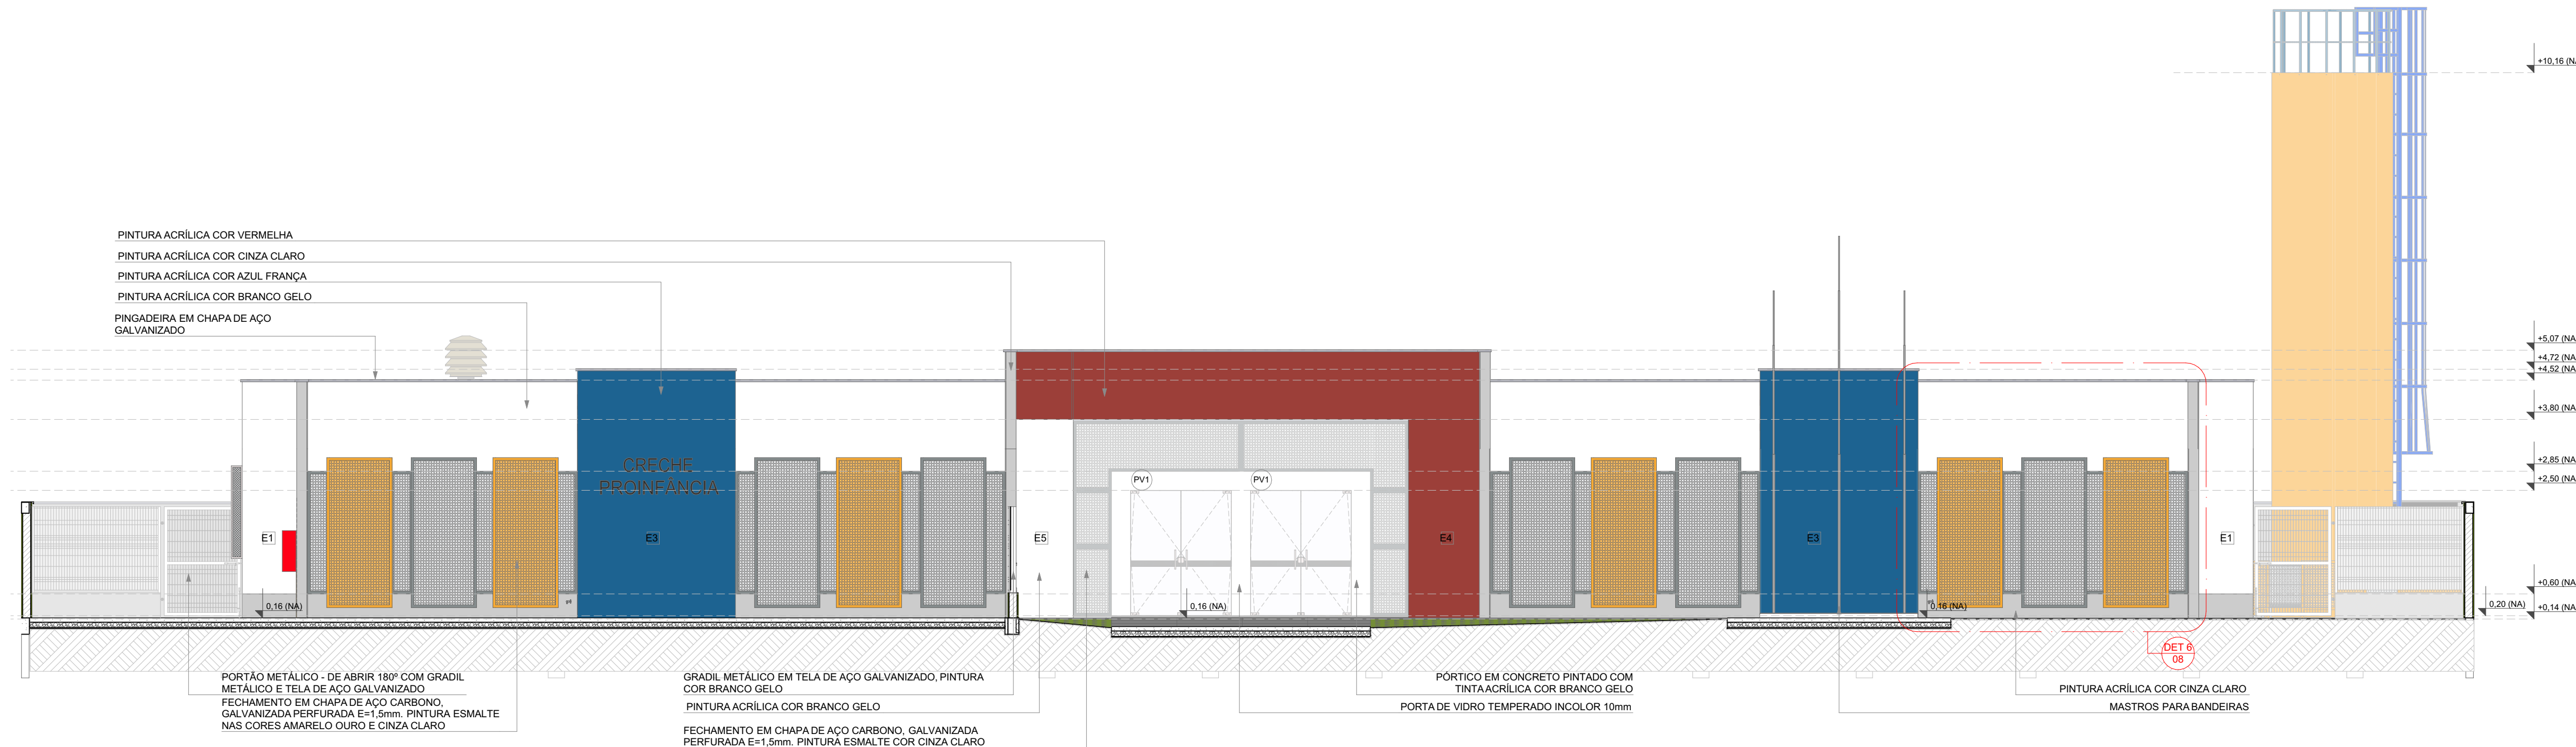 +10,16 (NA
PINTURA ACRÍLICA COR VERMELHA
PINTURA ACRÍLICA COR CINZA CLARO
PINTURA ACRÍLICA COR AZUL FRANÇA
PINTURA ACRÍLICA COR BRANCO GELO
PINGADEIRA EM CHAPA DE AÇO
GALVANIZADO
+5,07 (NA
+4,72 (NA
+4,52 (NA
+3,80 (NA
+2,85 (NA
+2,50 (NA
CRECHE
PROINFÂNCIA
PV1
PV1
E1
E3
E5
E4
E3
E1
+0,60 (NA
0,16 (NA)
0,16 (NA)
0,16 (NA)
0,20 (NA)
+0,14 (NA
DET 6
08
PORTÃO METÁLICO - DE ABRIR 180º COM GRADIL
METÁLICO E TELA DE AÇO GALVANIZADO
FECHAMENTO EM CHAPA DE AÇO CARBONO,
GALVANIZADA PERFURADA E=1,5mm. PINTURA ESMALTE
NAS CORES AMARELO OURO E CINZA CLARO
GRADIL METÁLICO EM TELA DE AÇO GALVANIZADO, PINTURA
COR BRANCO GELO
PINTURA ACRÍLICA COR BRANCO GELO
FECHAMENTO EM CHAPA DE AÇO CARBONO, GALVANIZADA
PERFURADA E=1,5mm. PINTURA ESMALTE COR CINZA CLARO
PÓRTICO EM CONCRETO PINTADO COM
TINTA ACRÍLICA COR BRANCO GELO
PORTA DE VIDRO TEMPERADO INCOLOR 10mm
PINTURA ACRÍLICA COR CINZA CLARO
MASTROS PARA BANDEIRAS